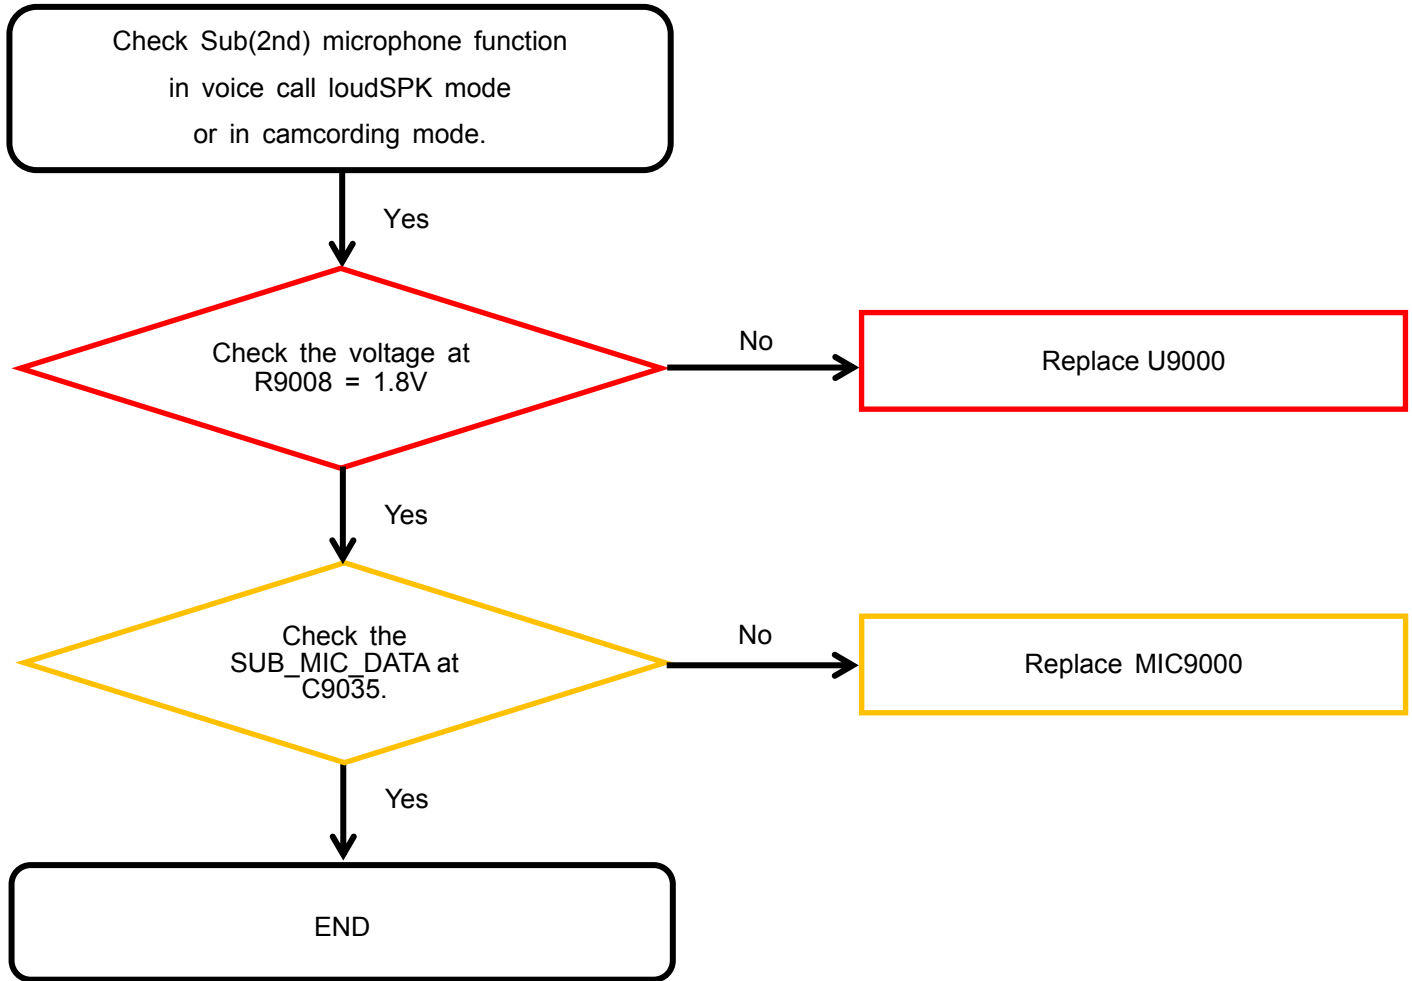 Check Sub(2nd) microphone function
in voice call loudSPK mode
or in camcording mode.
Yes
Check the voltage at
R9008 = 1.8V
No
Replace U9000
Yes
Check the
SUB_MIC_DATA at
C9035.
No
Replace MIC9000
Yes
END